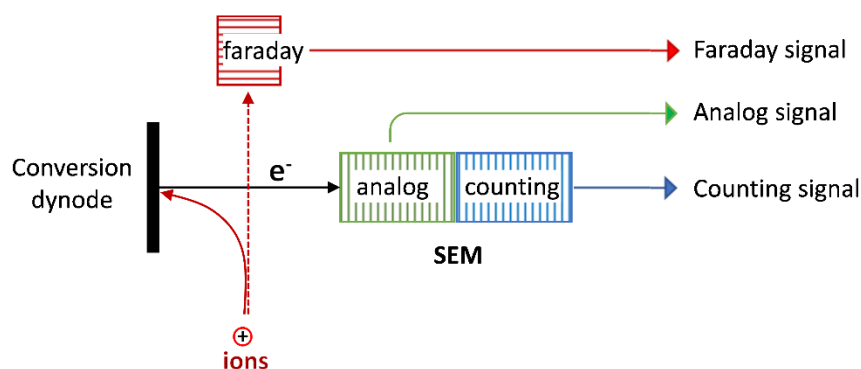 faraday
Faraday signal
Analog signal
Conversion
dynode
e-
analog
counting
Counting signal
SEM
+
ions